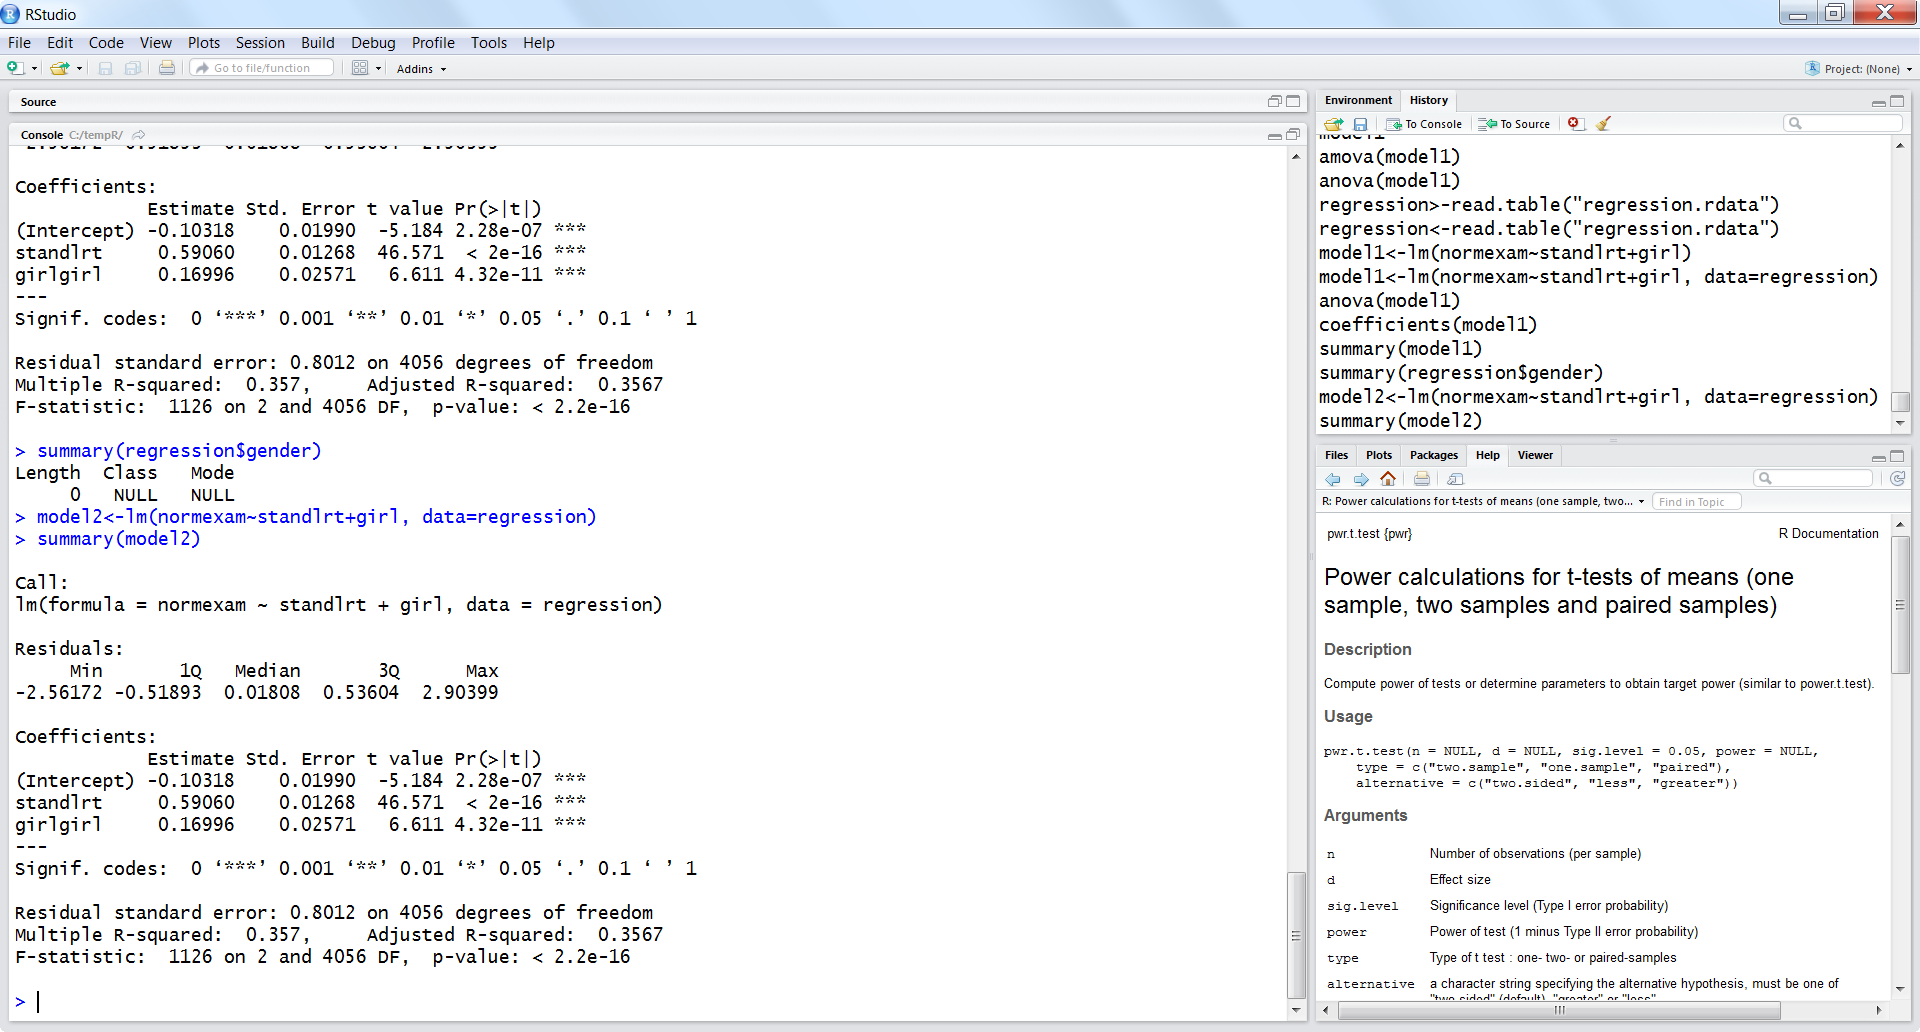 RStudio
File Edit Code View Plots Session Build Debug Profile Tools Help
Go to file/function Addins Project: (None)
Source
Console C:/tempR/
-2.56172 -0.51893 0.01808 0.53604 2.90399
Coefficients:
Estimate Std. Error t value Pr(>|t|)
(Intercept) -0.10318 0.01990 -5.184 2.28e-07 ***
standlrt 0.59060 0.01268 46.571 < 2e-16 ***
girlgirl 0.16996 0.02571 6.611 4.32e-11 ***
---
Signif. codes: 0 ‘***’ 0.001 ‘**’ 0.01 ‘*’ 0.05 ‘.’ 0.1 ‘ ’ 1
Residual standard error: 0.8012 on 4056 degrees of freedom
Multiple R-squared: 0.357, Adjusted R-squared: 0.3567
F-statistic: 1126 on 2 and 4056 DF, p-value: < 2.2e-16
> summary(regression$gender)
Length Class Mode
0 NULL NULL
> model2<-lm(normexam~standlrt+girl, data=regression)
> summary(model2)
Call:
lm(formula = normexam ~ standlrt + girl, data = regression)
Residuals:
Min 1Q Median 3Q Max
-2.56172 -0.51893 0.01808 0.53604 2.90399
Coefficients:
Estimate Std. Error t value Pr(>|t|)
(Intercept) -0.10318 0.01990 -5.184 2.28e-07 ***
standlrt 0.59060 0.01268 46.571 < 2e-16 ***
girlgirl 0.16996 0.02571 6.611 4.32e-11 ***
---
Signif. codes: 0 ‘***’ 0.001 ‘**’ 0.01 ‘*’ 0.05 ‘.’ 0.1 ‘ ’ 1
Residual standard error: 0.8012 on 4056 degrees of freedom
Multiple R-squared: 0.357, Adjusted R-squared: 0.3567
F-statistic: 1126 on 2 and 4056 DF, p-value: < 2.2e-16
>
Environment History
To Console To Source
model1
amova(model1)
anova(model1)
regression>-read.table("regression.rdata")
regression<-read.table("regression.rdata")
model1<-lm(normexam~standlrt+girl)
model1<-lm(normexam~standlrt+girl, data=regression)
anova(model1)
coefficients(model1)
summary(model1)
summary(regression$gender)
model2<-lm(normexam~standlrt+girl, data=regression)
summary(model2)
Files Plots Packages Help Viewer
R: Power calculations for t-tests of means (one sample, two... Find in Topic
pwr.t.test {pwr} R Documentation
Power calculations for t-tests of means (one
sample, two samples and paired samples)
Description
Compute power of tests or determine parameters to obtain target power (similar to power.t.test).
Usage
pwr.t.test(n = NULL, d = NULL, sig.level = 0.05, power = NULL,
type = c("two.sample", "one.sample", "paired"),
alternative = c("two.sided", "less", "greater"))
Arguments
n Number of observations (per sample)
d Effect size
sig.level Significance level (Type I error probability)
power Power of test (1 minus Type II error probability)
type Type of t test : one- two- or paired-samples
alternative a character string specifying the alternative hypothesis, must be one of
"two.sided" (default), "greater" or "less"